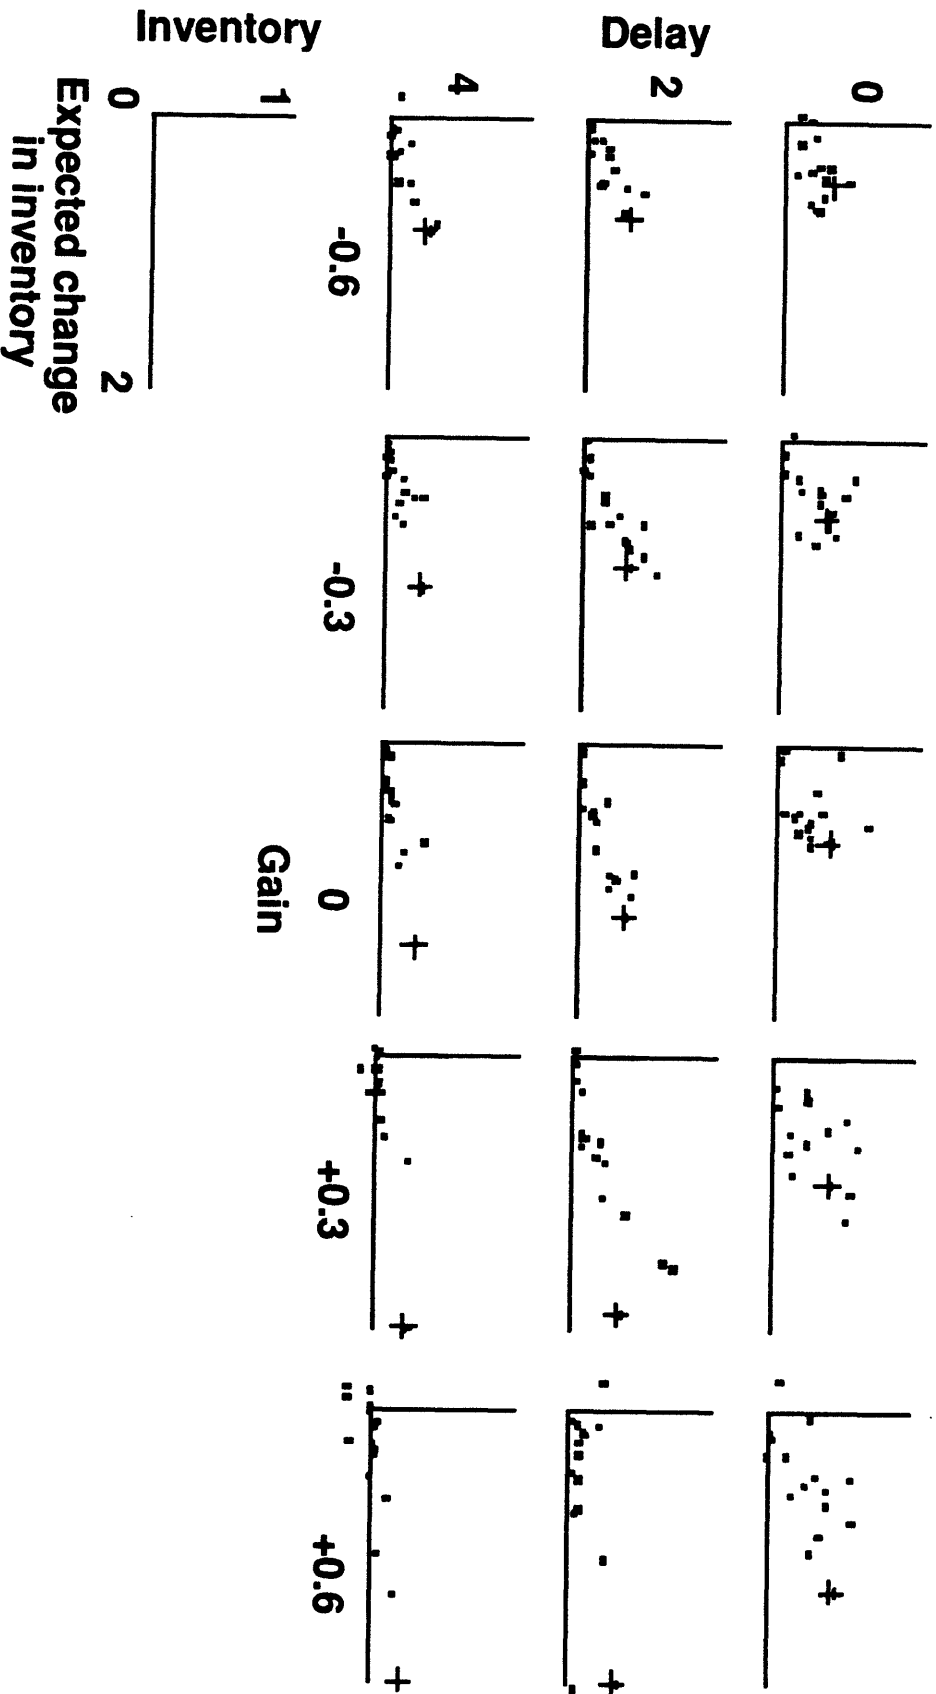 0
Delay
2
4
-0.6 -0.3 0 +0.3 +0.6
1
Gain
Inventory
0 2
Expected change
in inventory